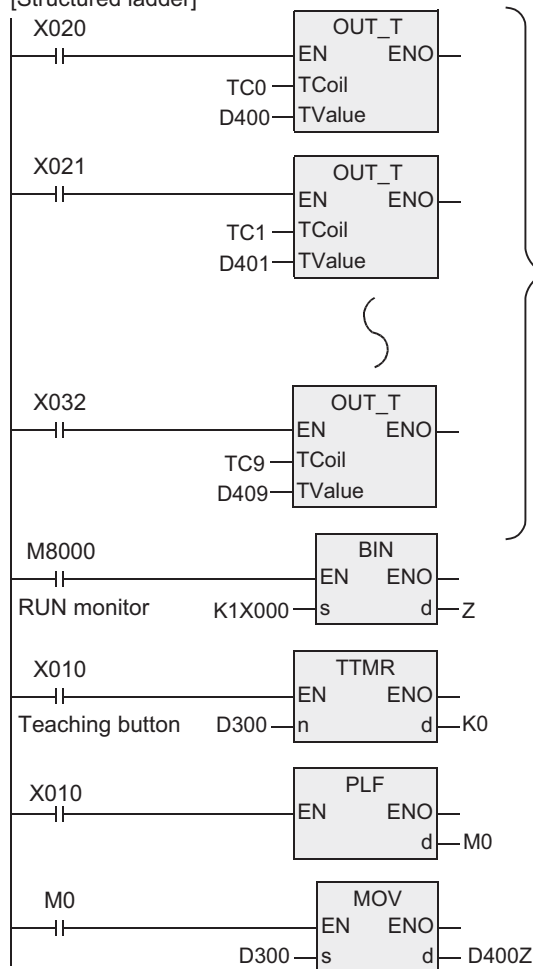 [Structured ladder]
X020
OUT_T
EN ENO
TC0 TCoil
D400 TValue
X021
OUT_T
EN ENO
TC1 TCoil
D401 TValue
X032
OUT_T
EN ENO
TC9 TCoil
D409 TValue
M8000
BIN
EN ENO
RUN monitor K1X000 s d Z
X010
TTMR
EN ENO
Teaching button D300 n d K0
X010
PLF
EN ENO
d M0
M0
MOV
EN ENO
D300 s d D400Z